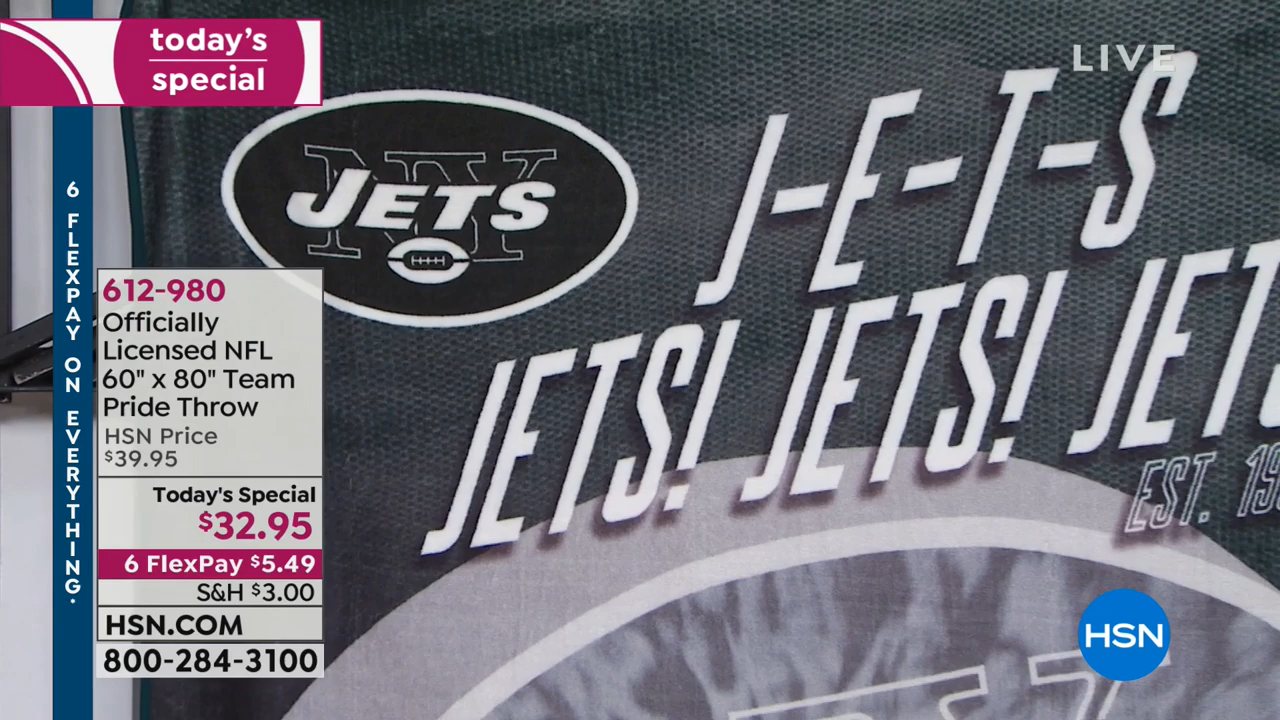 today's
special
LIVE
6 FLEXPAY ON EVERYTHING.*
NY
JETS
J-E-T-S
JETS! JETS! JETS
EST. 19
612-980
Officially
Licensed NFL
60" x 80" Team
Pride Throw
HSN Price
$39.95
Today's Special
$32.95
6 FlexPay $5.49
S&H $3.00
HSN.COM
800-284-3100
HSN